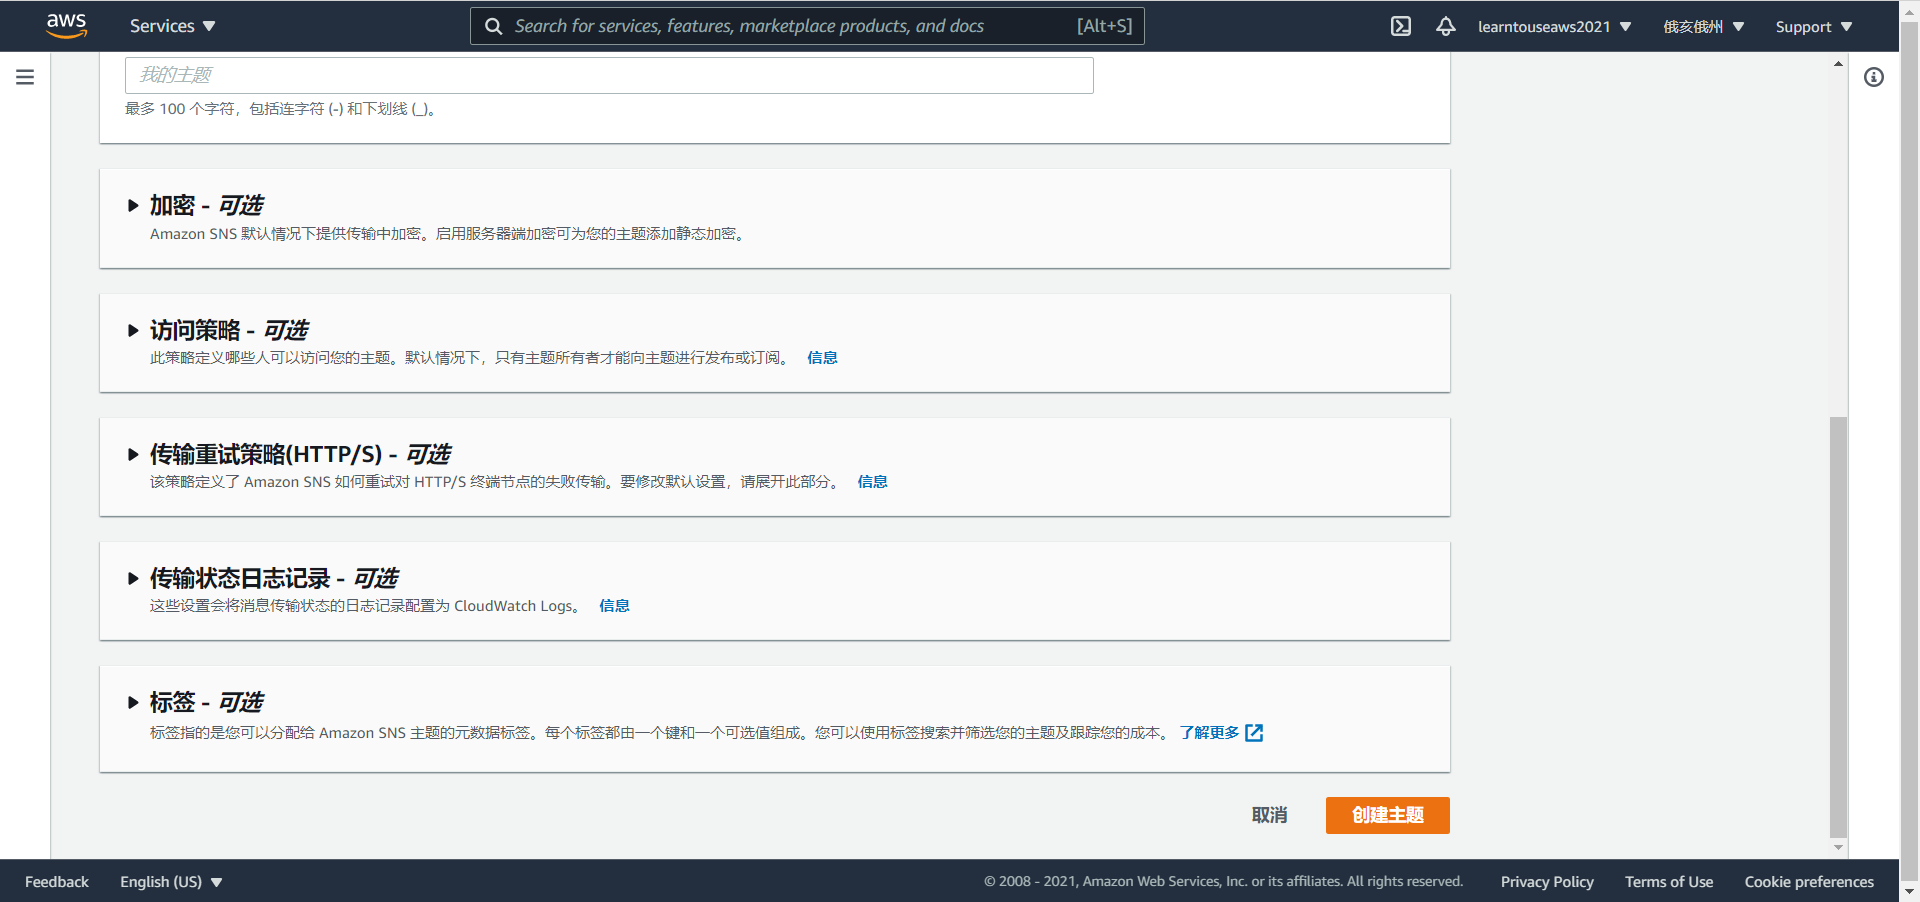 aws
Services
Search for services, features, marketplace products, and docs
[Alt+S]
learntouseaws2021
俄亥俄州
Support
我的主题
最多 100 个字符，包括连字符 (-) 和下划线 (_)。
加密 - 可选
Amazon SNS 默认情况下提供传输中加密。启用服务器端加密可为您的主题添加静态加密。
访问策略 - 可选
此策略定义哪些人可以访问您的主题。默认情况下，只有主题所有者才能向主题进行发布或订阅。 信息
传输重试策略(HTTP/S) - 可选
该策略定义了 Amazon SNS 如何重试对 HTTP/S 终端节点的失败传输。要修改默认设置，请展开此部分。 信息
传输状态日志记录 - 可选
这些设置会将消息传输状态的日志记录配置为 CloudWatch Logs。 信息
标签 - 可选
标签指的是您可以分配给 Amazon SNS 主题的元数据标签。每个标签都由一个键和一个可选值组成。您可以使用标签搜索并筛选您的主题及跟踪您的成本。 了解更多
取消
创建主题
Feedback
English (US)
© 2008 - 2021, Amazon Web Services, Inc. or its affiliates. All rights reserved.
Privacy Policy
Terms of Use
Cookie preferences